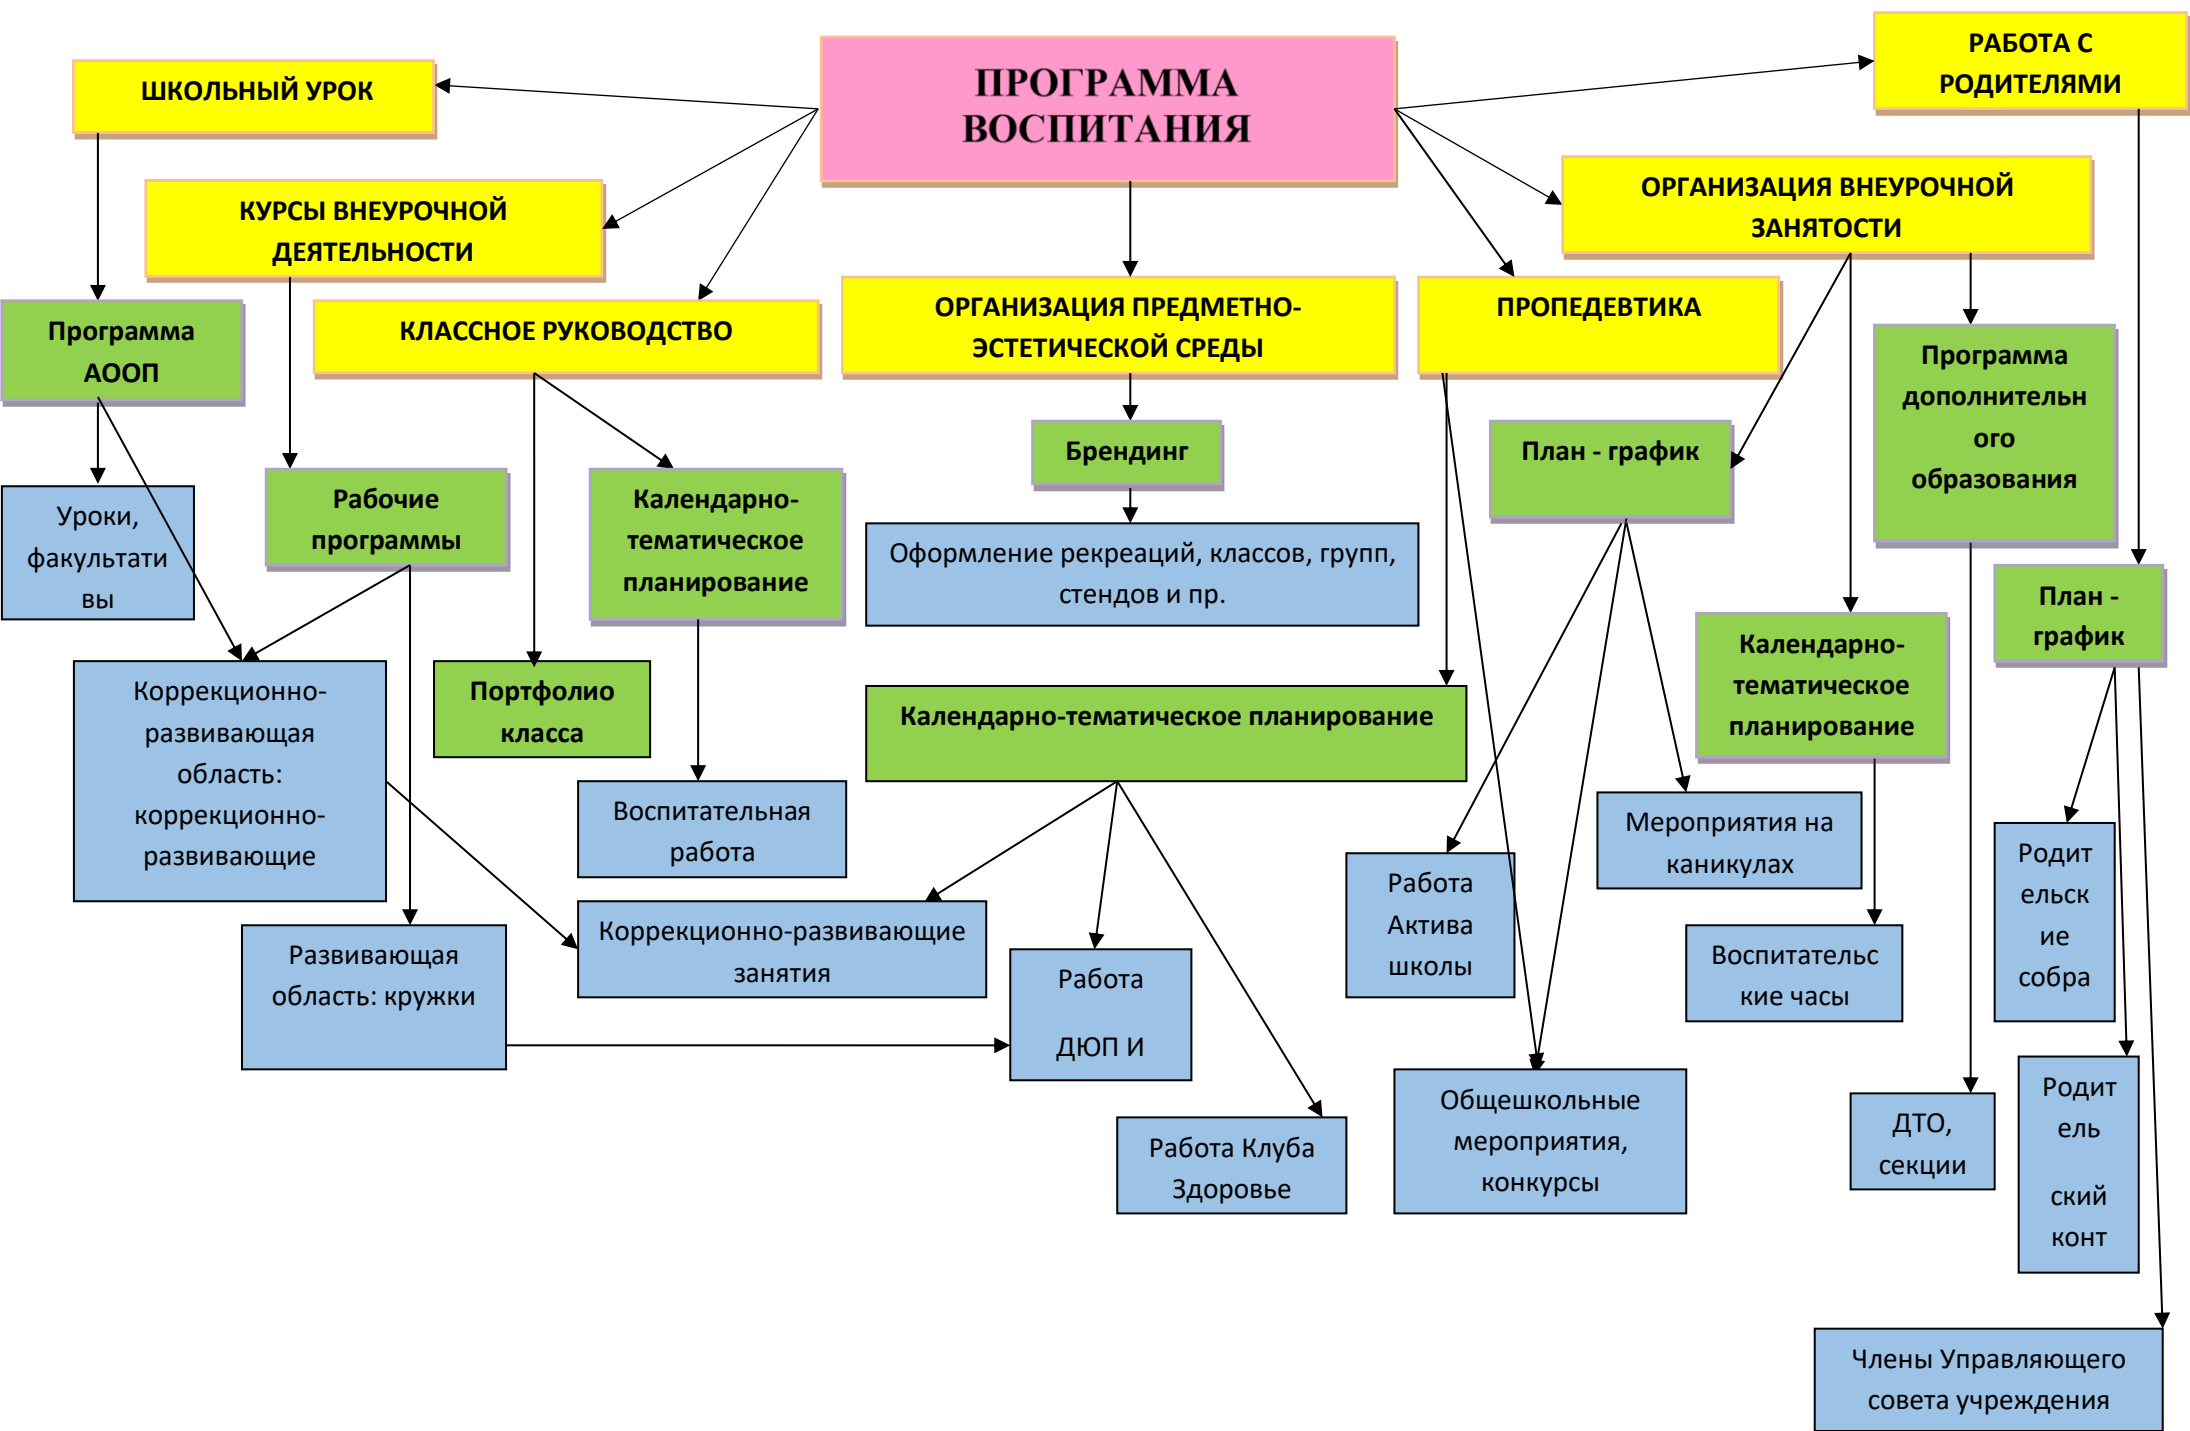 ПРОГРАММА
ВОСПИТАНИЯ
РАБОТА С
РОДИТЕЛЯМИ
ШКОЛЬНЫЙ УРОК
ОРГАНИЗАЦИЯ ВНЕУРОЧНОЙ
ЗАНЯТОСТИ
КУРСЫ ВНЕУРОЧНОЙ
ДЕЯТЕЛЬНОСТИ
КЛАССНОЕ РУКОВОДСТВО
ОРГАНИЗАЦИЯ ПРЕДМЕТНО-
ЭСТЕТИЧЕСКОЙ СРЕДЫ
ПРОПЕДЕВТИКА
Программа
АООП
Программа
дополнительн
ого
образования
Брендинг
План - график
Рабочие
программы
Календарно-
тематическое
планирование
Уроки,
факультати
вы
Оформление рекреаций, классов, групп,
стендов и пр.
План -
график
Календарно-
тематическое
планирование
Коррекционно-
развивающая
область:
коррекционно-
развивающие
Портфолио
класса
Календарно-тематическое планирование
Воспитательная
работа
Мероприятия на
каникулах
Родит
ельск
ие
собра
Работа
Актива
школы
Коррекционно-развивающие
занятия
Развивающая
область: кружки
Воспитательс
кие часы
Работа
ДЮП И
Общешкольные
мероприятия,
конкурсы
Родит
ель
ский
конт
ДТО,
секции
Работа Клуба
Здоровье
Члены Управляющего
совета учреждения